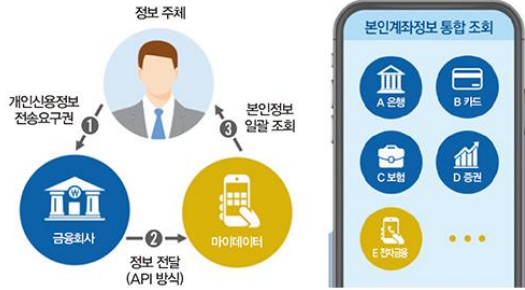 정보 주체
개인신용정보
전송요구권
1
3
본인정보
일괄 조회
₩
금융회사
2
마이데이터
정보 전달
(API 방식)
본인계좌정보 통합 조회
A 은행
B 카드
C 보험
D 증권
E 전자금융